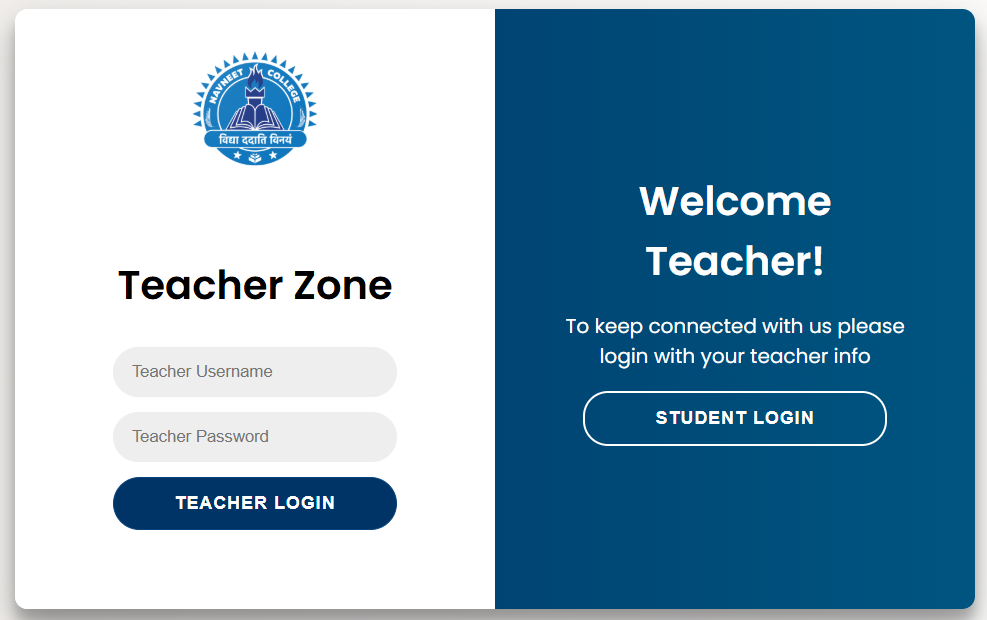 NAVNEET COLLEGE
विद्या ददाति विनयं
Teacher Zone
Teacher Username
Teacher Password
TEACHER LOGIN
Welcome
Teacher!
To keep connected with us please
login with your teacher info
STUDENT LOGIN